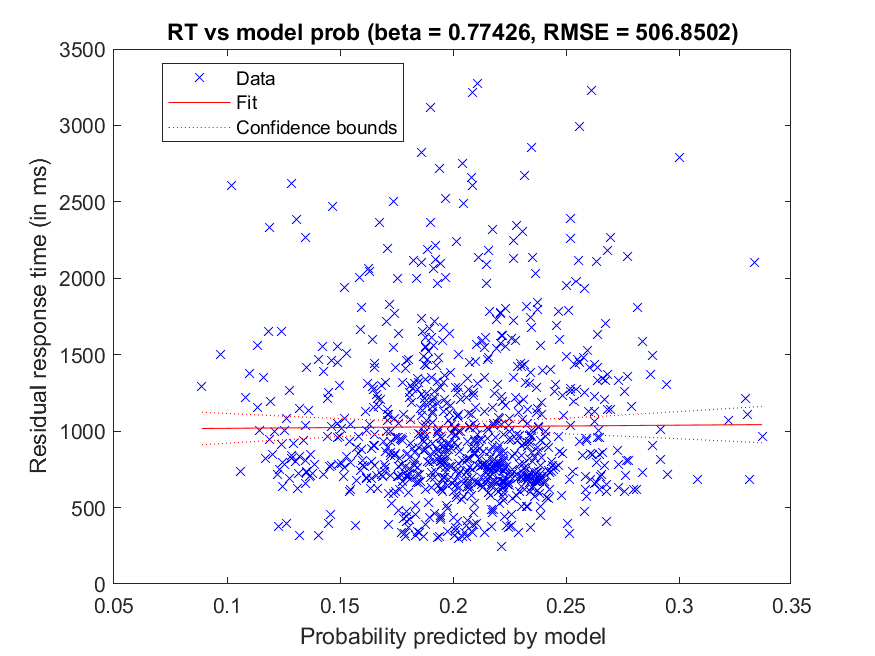 RT vs model prob (beta = 0.77426, RMSE = 506.8502)
Data
Fit
Confidence bounds
Residual response time (in ms)
3500
3000
2500
2000
1500
1000
500
0
0.05 0.1 0.15 0.2 0.25 0.3 0.35
Probability predicted by model